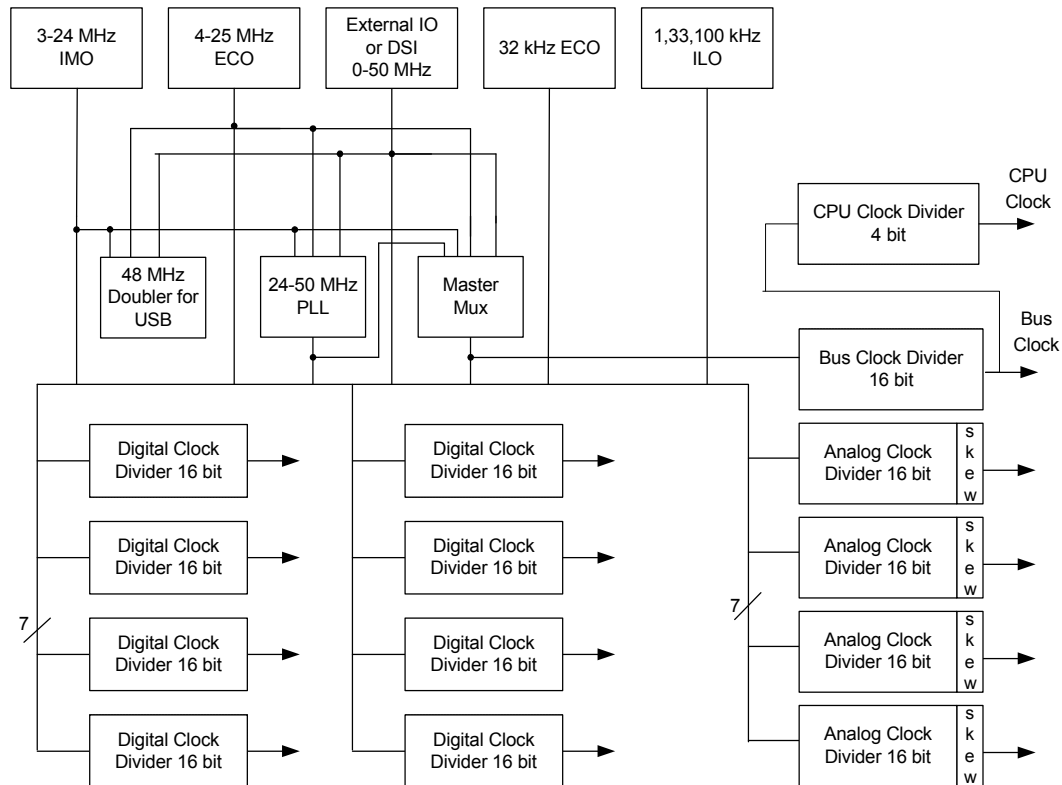 3-24 MHz
IMO
4-25 MHz
ECO
External IO
or DSI
0-50 MHz
32 kHz ECO
1,33,100 kHz
ILO
CPU
Clock
CPU Clock Divider
4 bit
48 MHz
Doubler for
USB
24-50 MHz
PLL
Master
Mux
Bus
Clock
Bus Clock Divider
16 bit
Digital Clock
Divider 16 bit
Digital Clock
Divider 16 bit
Analog Clock
Divider 16 bit
s
k
e
w
Digital Clock
Divider 16 bit
Digital Clock
Divider 16 bit
Analog Clock
Divider 16 bit
s
k
e
w
7
7
Digital Clock
Divider 16 bit
Digital Clock
Divider 16 bit
Analog Clock
Divider 16 bit
s
k
e
w
Digital Clock
Divider 16 bit
Digital Clock
Divider 16 bit
Analog Clock
Divider 16 bit
s
k
e
w